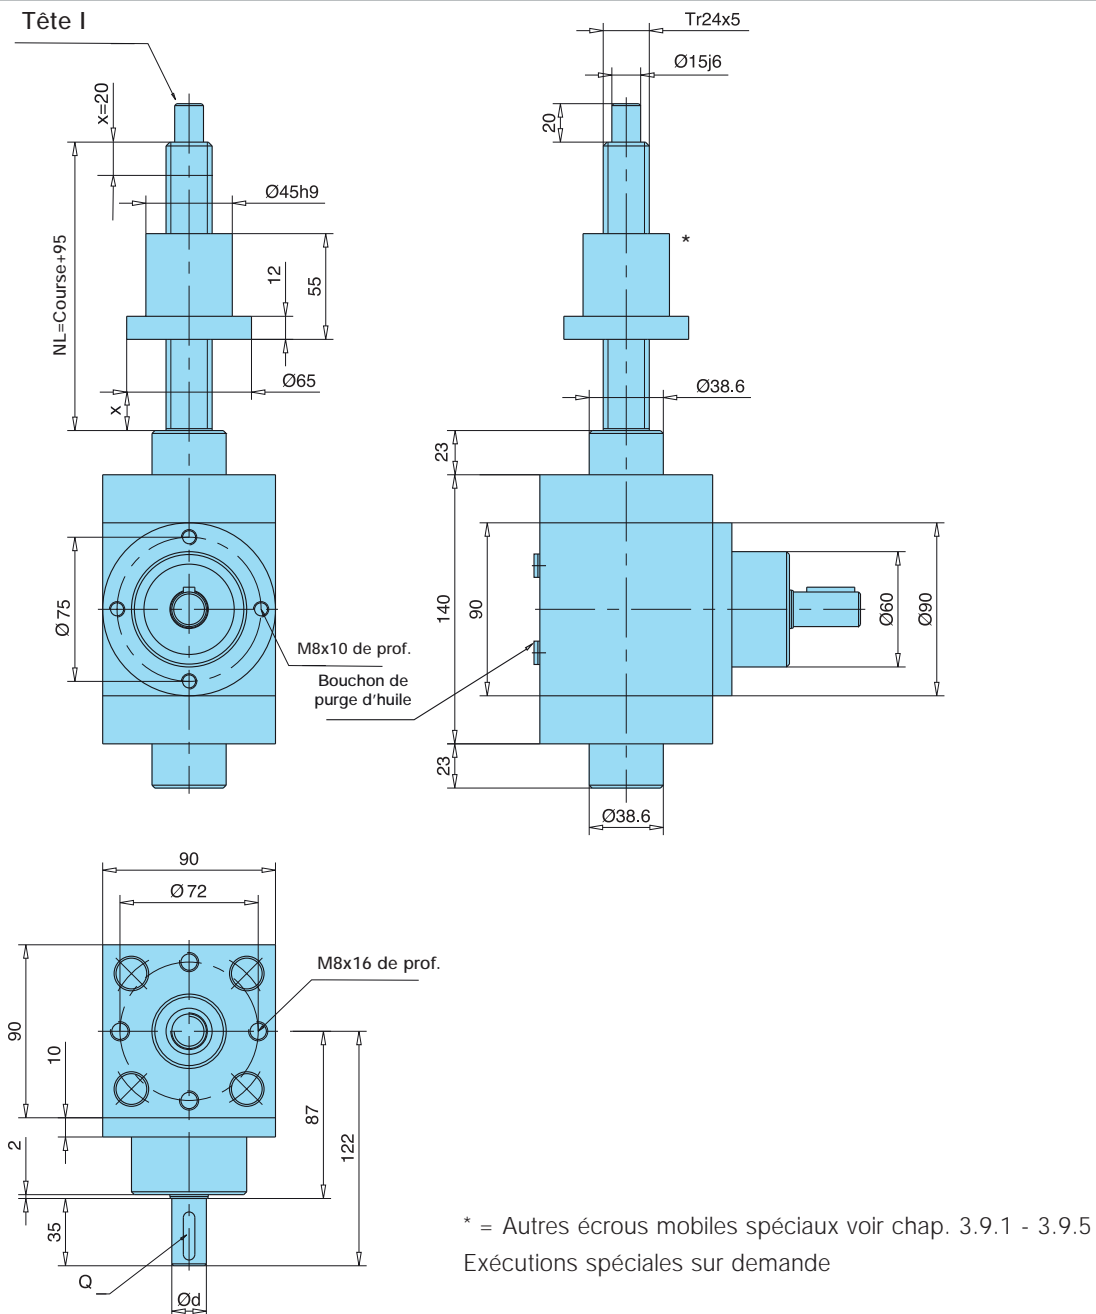 Tête I
Tr24x5
Ø15j6
x=20
20
Ø45h9
*
NL=Course+95
12
55
Ø65
x
Ø38.6
23
Ø75
140
90
Ø60
Ø90
M8x10 de prof.
Bouchon de
purge d'huile
23
Ø38.6
90
Ø72
M8x16 de prof.
90
10
87
122
2
35
Q
Ød
* = Autres écrous mobiles spéciaux voir chap. 3.9.1 - 3.9.5
Exécutions spéciales sur demande